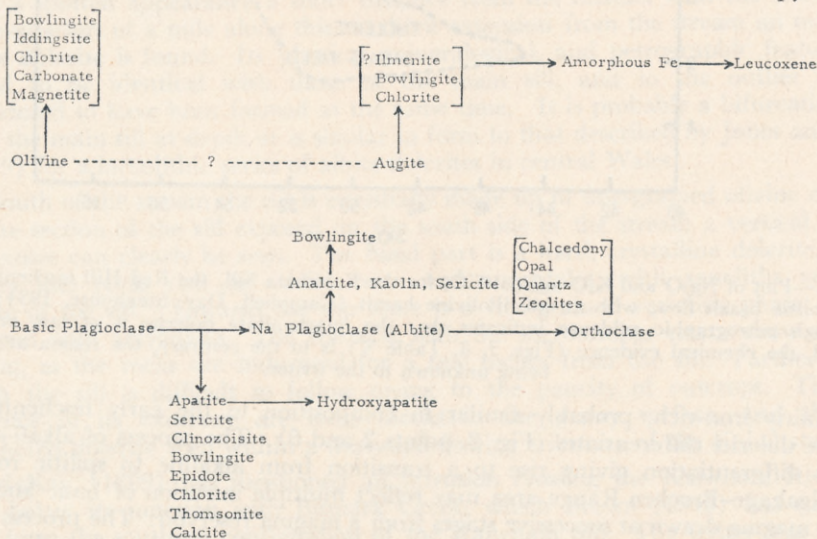 Bowlingite
Iddingsite
Chlorite
Carbonate
Magnetite
? Ilmenite
Bowlingite
Chlorite
Amorphous Fe
Leucoxene
Olivine
?
Augite
Bowlingite
Analcite, Kaolin, Sericite
Chalcedony
Opal
Quartz
Zeolites
Basic Plagioclase
Na Plagioclase (Albite)
Orthoclase
Apatite
Hydroxyapatite
Sericite
Clinozoisite
Bowlingite
Epidote
Chlorite
Thomsonite
Calcite